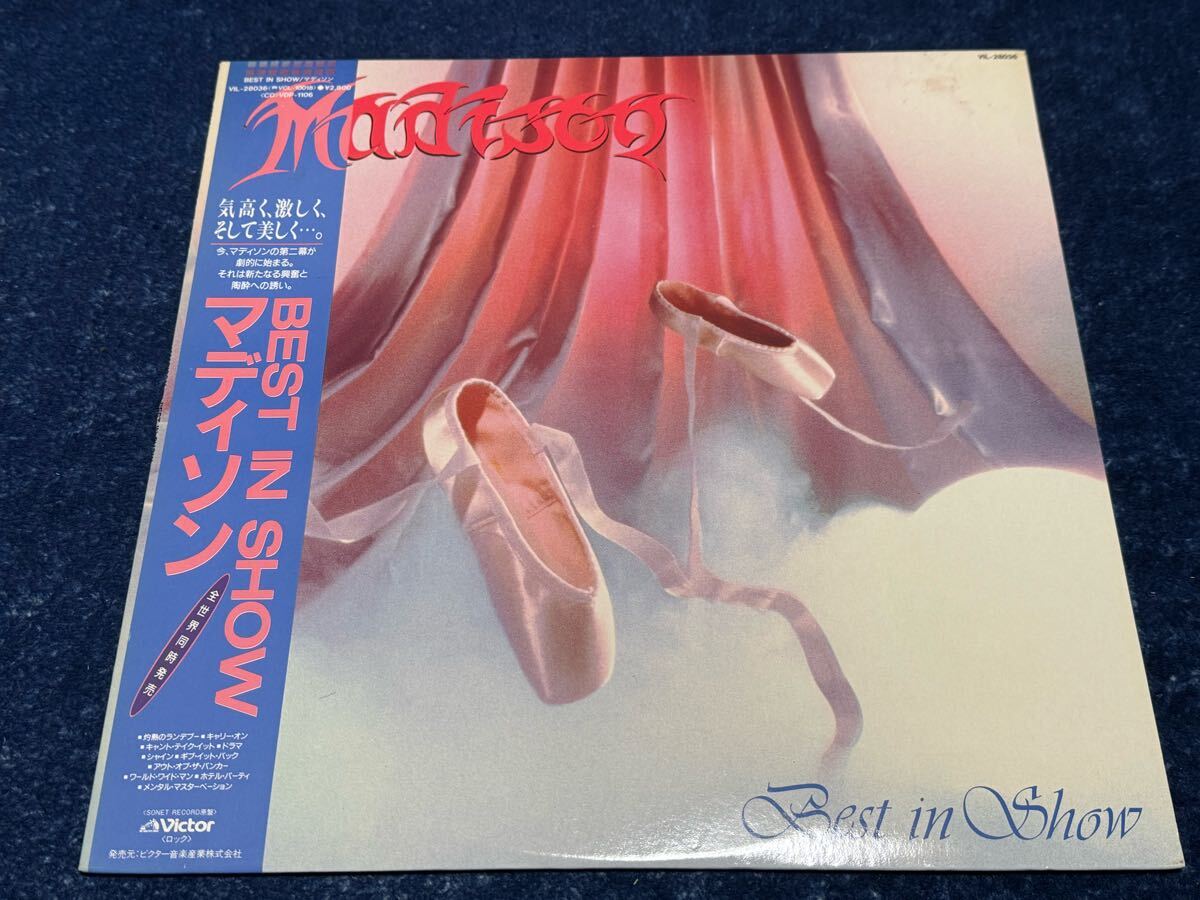 VIL-28036
BEST IN SHOW/マディソン
VIL-28036 VCL-10018 ●¥2,800
〈CD:VDP-1106
Madison
気高く、激しく、
そして美しく…。
今、マディソンの第二幕が
劇的に始まる。
それは新たなる興奮と
陶酔への誘い。
BEST IN SHOW
マディソン
全世界同時発売
■灼熱のランデブー■キャリー・オン
■キャント・テイク・イット■ドラマ
■シャイン■ギブ・イット・バック
■アウト・オブ・ザ・バンカー
■ワールド・ワイド・マン■ホテル・パーティ
■メンタル・マスターベーション
〈SONET RECORD原盤〉
Victor
〈ロック〉
発売元:ビクター音楽産業株式会社
Best in Show